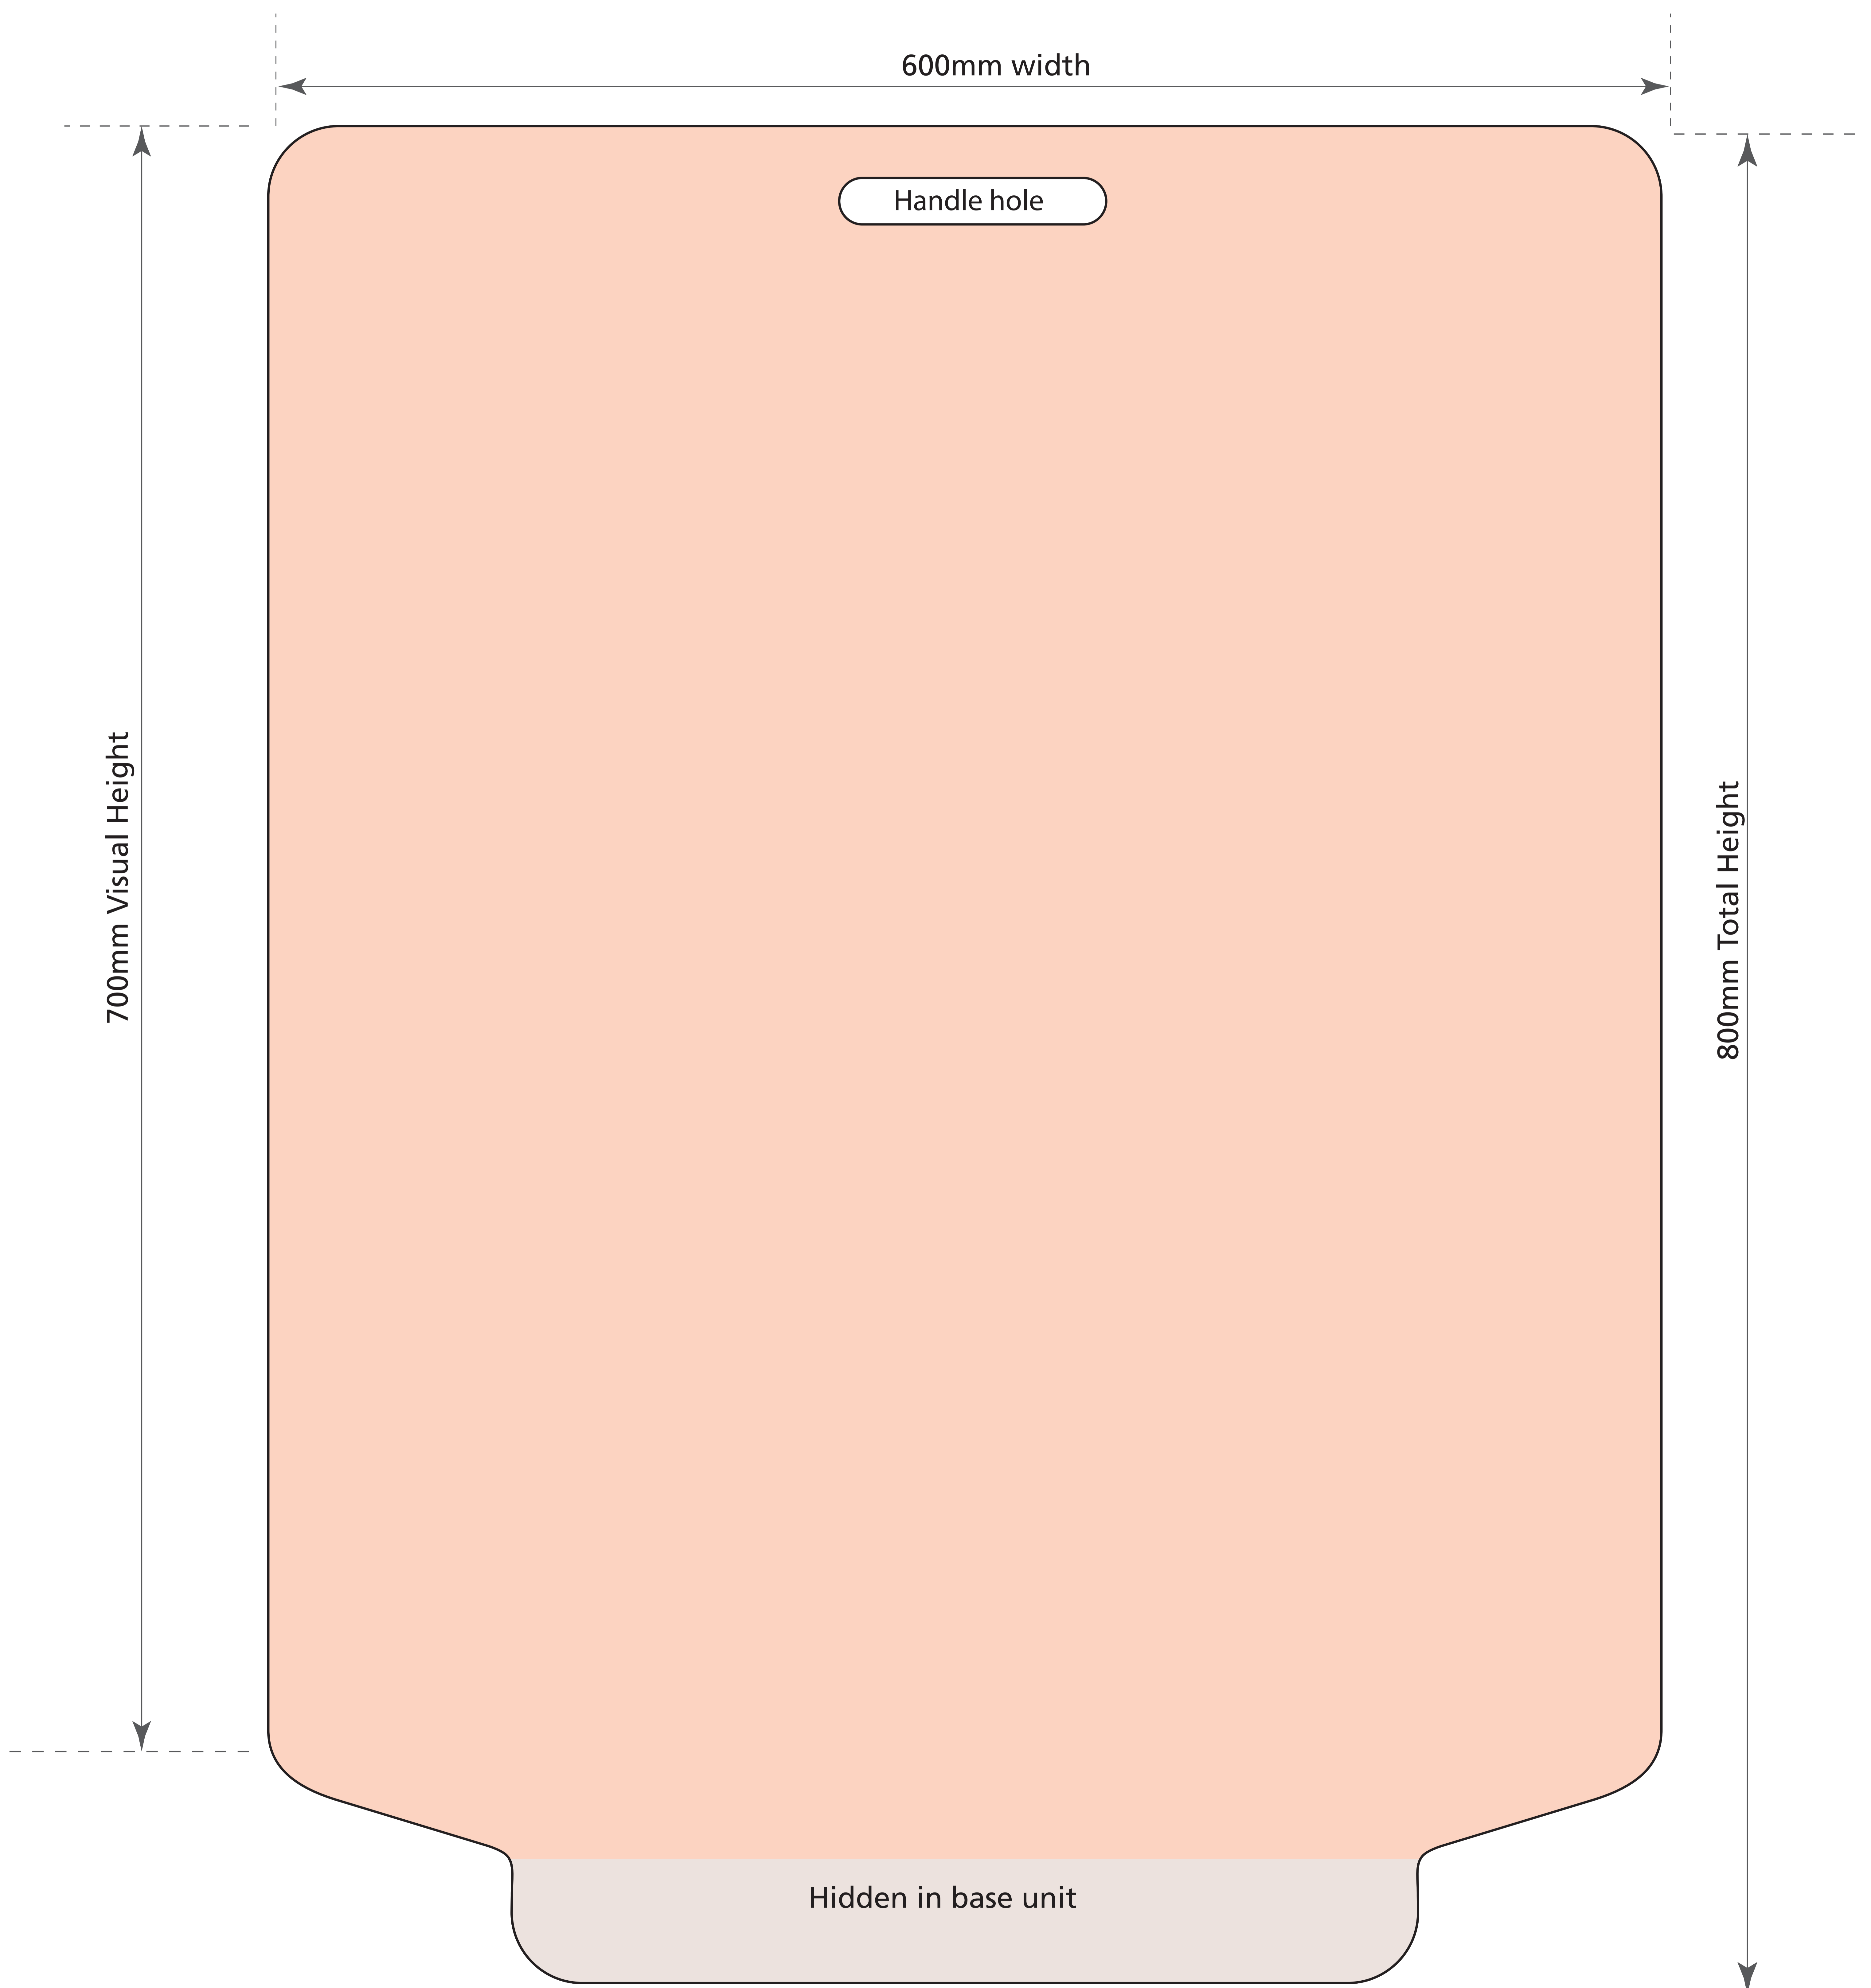 600mm width
Handle hole
700mm Visual Height
800mm Total Height
Hidden in base unit